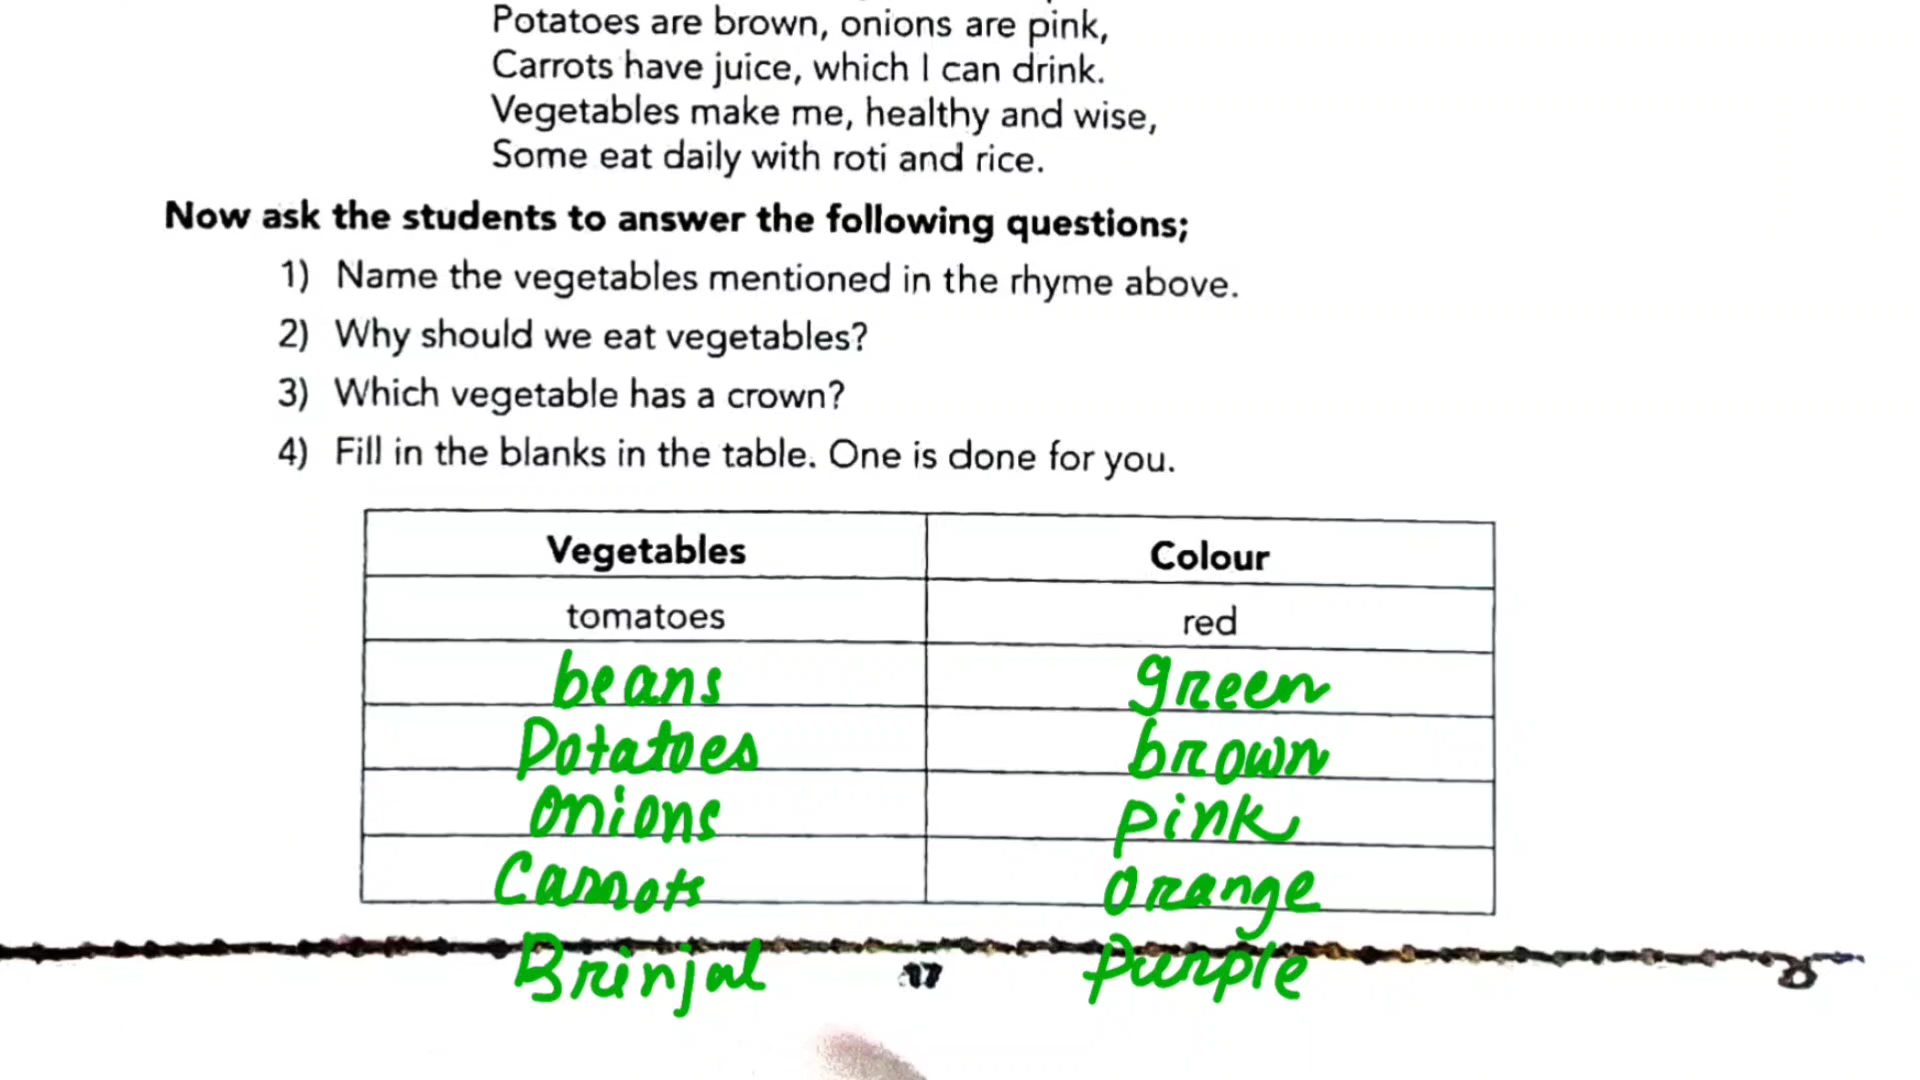 Potatoes are brown, onions are pink,
Carrots have juice, which I can drink.
Vegetables make me, healthy and wise,
Some eat daily with roti and rice.
Now ask the students to answer the following questions;
1) Name the vegetables mentioned in the rhyme above.
2) Why should we eat vegetables?
3) Which vegetable has a crown?
4) Fill in the blanks in the table. One is done for you.
Vegetables Colour
tomatoes red
beans green
Potatoes brown
onions pink
Carrots Orange
Brinjal 17 Purple